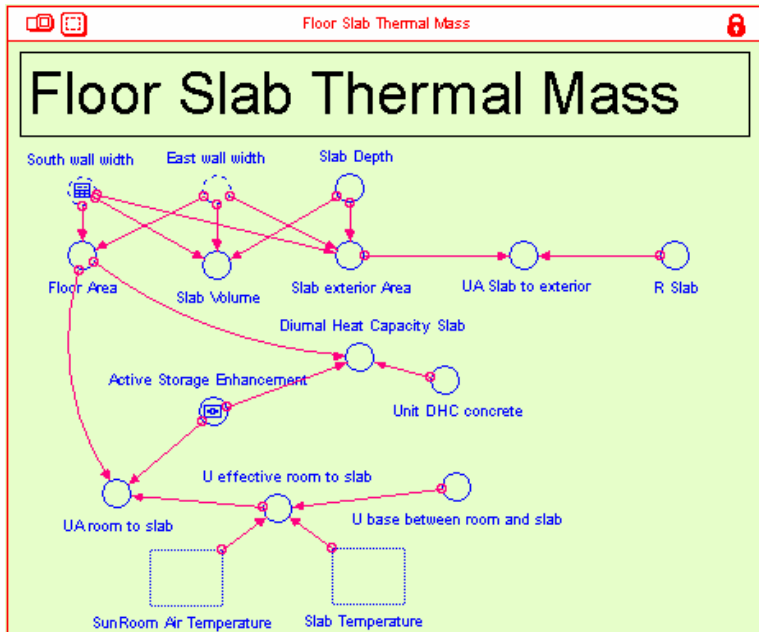 Floor Slab Thermal Mass
Floor Slab Thermal Mass
South wall width
East wall width
Slab Depth
Floor Area
Slab Volume
Slab exterior Area
UA Slab to exterior
R Slab
Diurnal Heat Capacity Slab
Active Storage Enhancement
Unit DHC concrete
U effective room to slab
UA room to slab
U base between room and slab
SunRoom Air Temperature
Slab Temperature